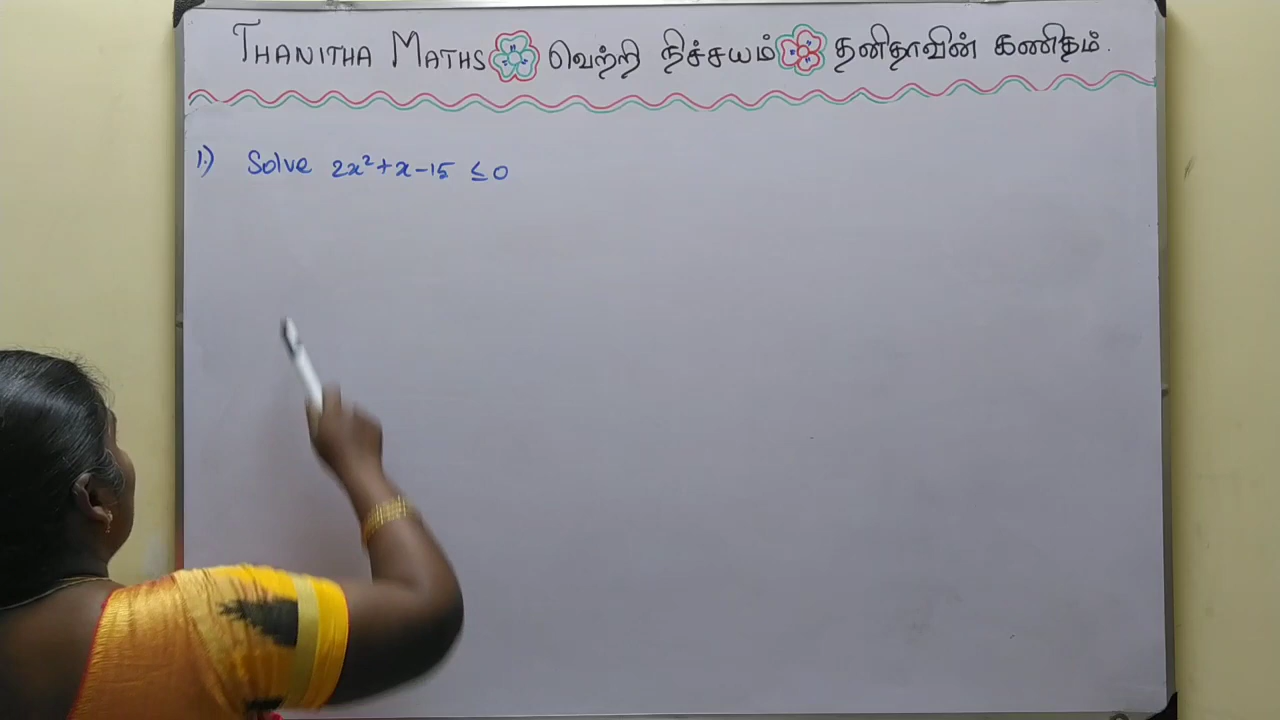 THANITHA MATHS வெற்றி நிச்சயம் தனிதாவின் கணிதம்.
1.) Solve 2x²+x-15 ≤0